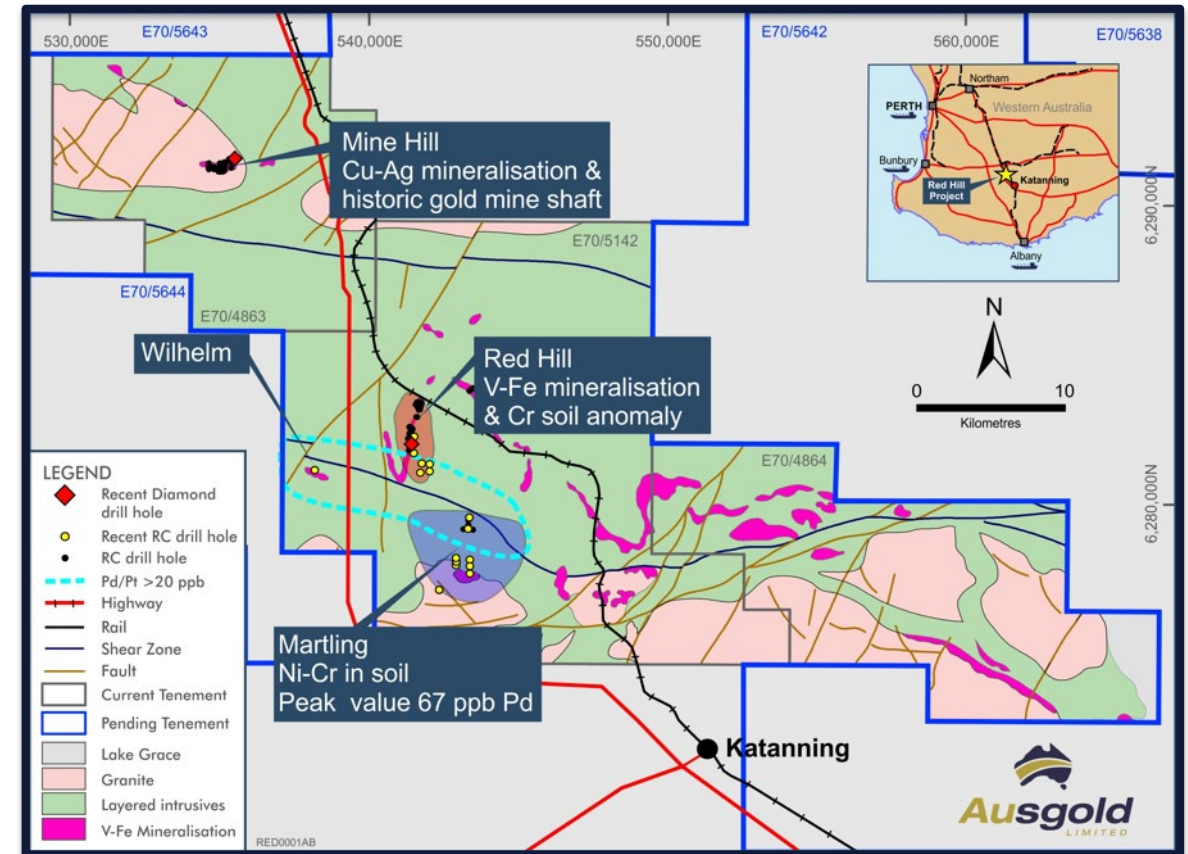 530,000E
E70/5643
540,000E
550,000E
E70/5642
560,000E
E70/5638
Northam
PERTH
Western Australia
Bunbury
Red Hill
Project
Katanning
Albany
6,290,000N
Mine Hill
Cu-Ag mineralisation &
historic gold mine shaft
E70/5142
E70/5644
E70/4863
N
0
10
Kilometres
Wilhelm
Red Hill
V-Fe mineralisation
& Cr soil anomaly
E70/4864
6,280,000N
LEGEND
Recent Diamond
drill hole
Recent RC drill hole
RC drill hole
Pd/Pt >20 ppb
Highway
Rail
Shear Zone
Fault
Current Tenement
Pending Tenement
Lake Grace
Granite
Layered intrusives
V-Fe Mineralisation
Martling
Ni-Cr in soil
Peak value 67 ppb Pd
Katanning
Ausgold
LIMITED
RED0001AB